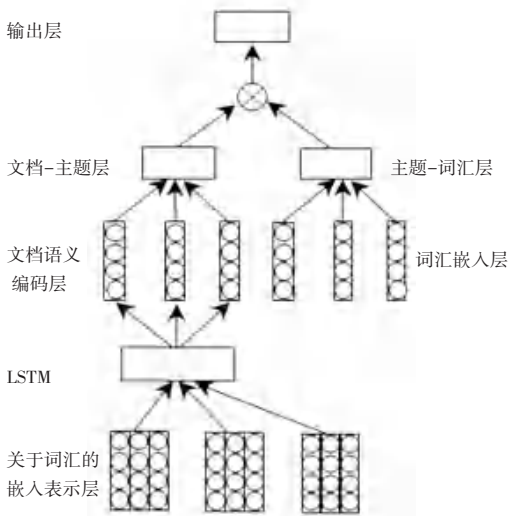 输出层
文档-主题层
主题-词汇层
文档语义
编码层
词汇嵌入层
LSTM
关于词汇的
嵌入表示层